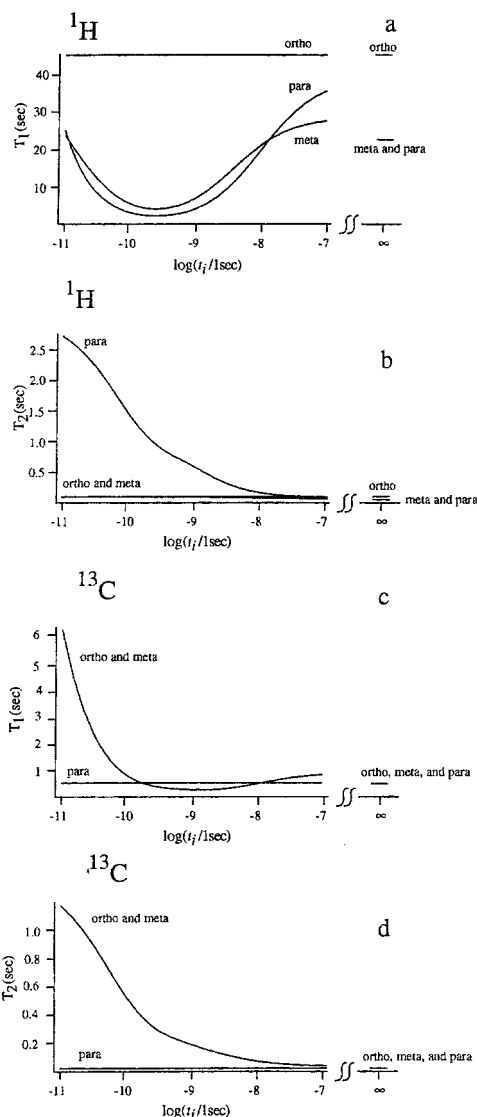 ¹H
a
ortho
ortho
40
para
30
T₁(sec)
meta
20
meta and para
10
-11 -10 -9 -8 -7 ∞
log(tᵢ/1sec)
¹H
b
para
2.5
2.0
T₂(sec)
1.5
1.0
0.5
ortho and meta
ortho
meta and para
-11 -10 -9 -8 -7 ∞
log(tᵢ/1sec)
¹³C
c
6
ortho and meta
5
4
T₁(sec)
3
2
para
1
ortho, meta, and para
-11 -10 -9 -8 -7 ∞
log(tᵢ/1sec)
¹³C
d
ortho and meta
1.0
0.8
T₂(sec)
0.6
0.4
0.2
para
ortho, meta, and para
-11 -10 -9 -8 -7 ∞
log(tᵢ/1sec)